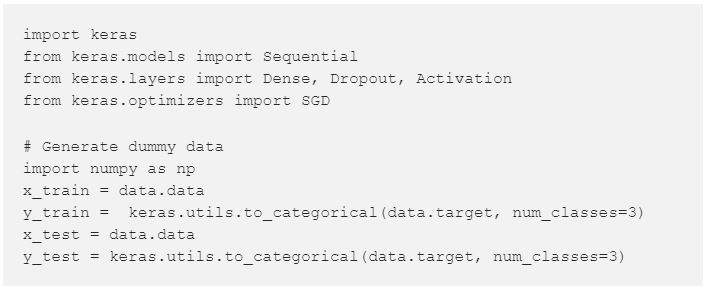 import keras
from keras.models import Sequential
from keras.layers import Dense, Dropout, Activation
from keras.optimizers import SGD
# Generate dummy data
import numpy as np
x_train = data.data
y_train =  keras.utils.to_categorical(data.target, num_classes=3)
x_test = data.data
y_test = keras.utils.to_categorical(data.target, num_classes=3)